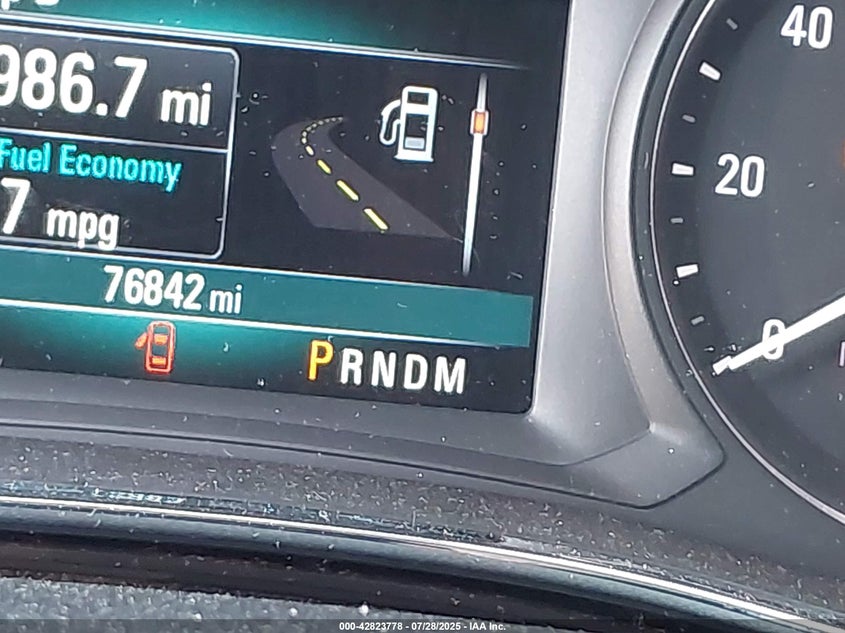 986.7 mi
Fuel Economy
7 mpg
76842 mi
PRNDM
40
20
0
000-42823778 - 07/28/2025 - IAA Inc.